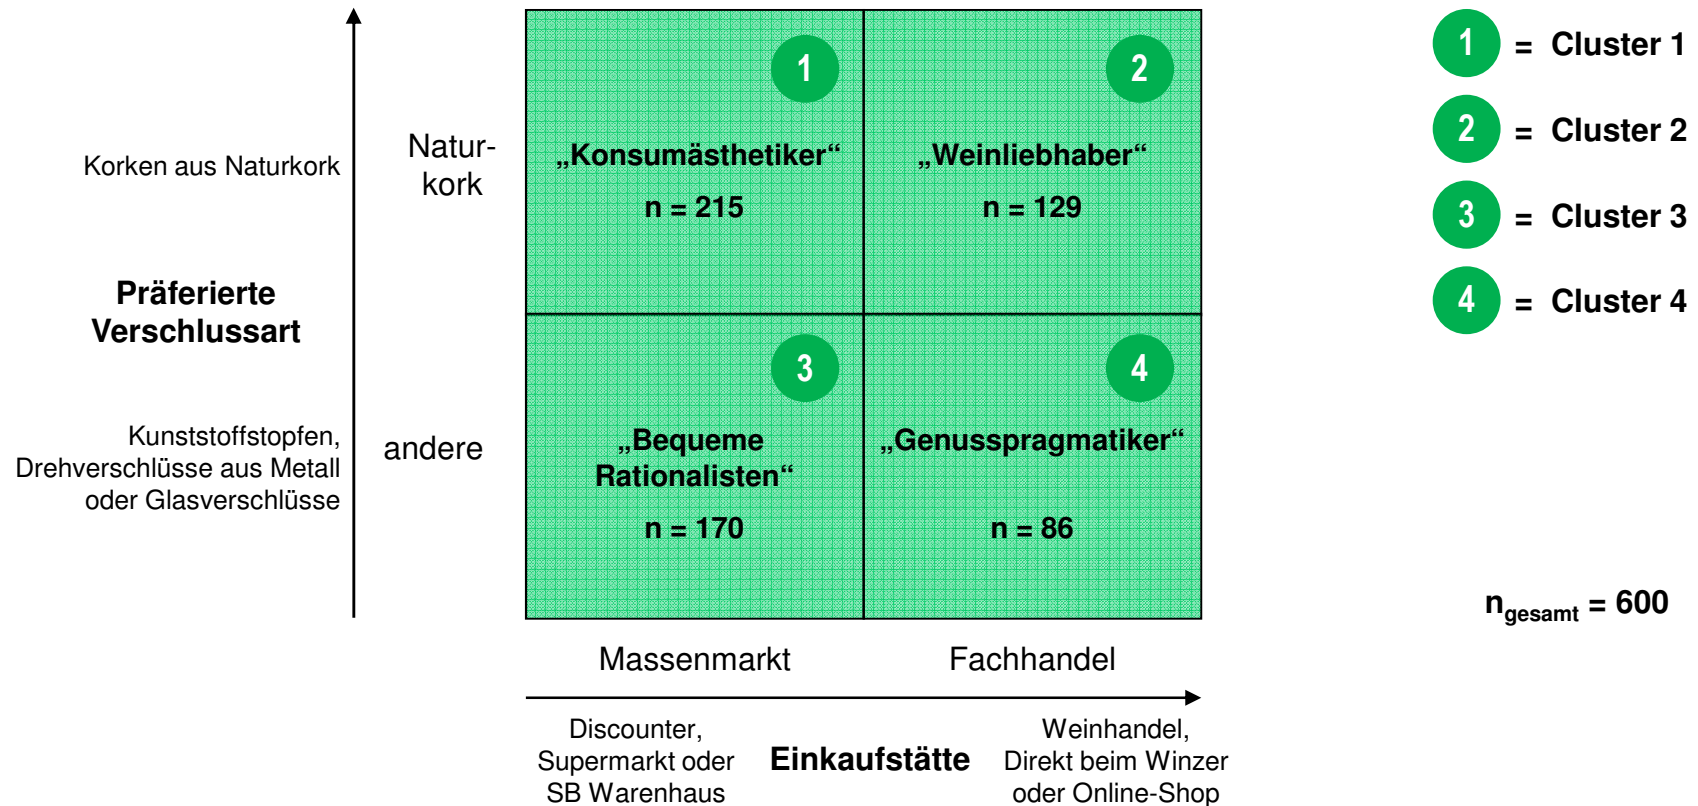 1
2
1 = Cluster 1
2 = Cluster 2
3 = Cluster 3
4 = Cluster 4
Korken aus Naturkork
Natur-
kork
„Konsumästhetiker“
n = 215
„Weinliebhaber“
n = 129
Präferierte
Verschlussart
3
4
Kunststoffstopfen,
Drehverschlüsse aus Metall
oder Glasverschlüsse
andere
„Bequeme
Rationalisten“
n = 170
„Genusspragmatiker“
n = 86
ngesamt = 600
Massenmarkt
Fachhandel
Discounter,
Supermarkt oder
SB Warenhaus
Einkaufstätte
Weinhandel,
Direkt beim Winzer
oder Online-Shop